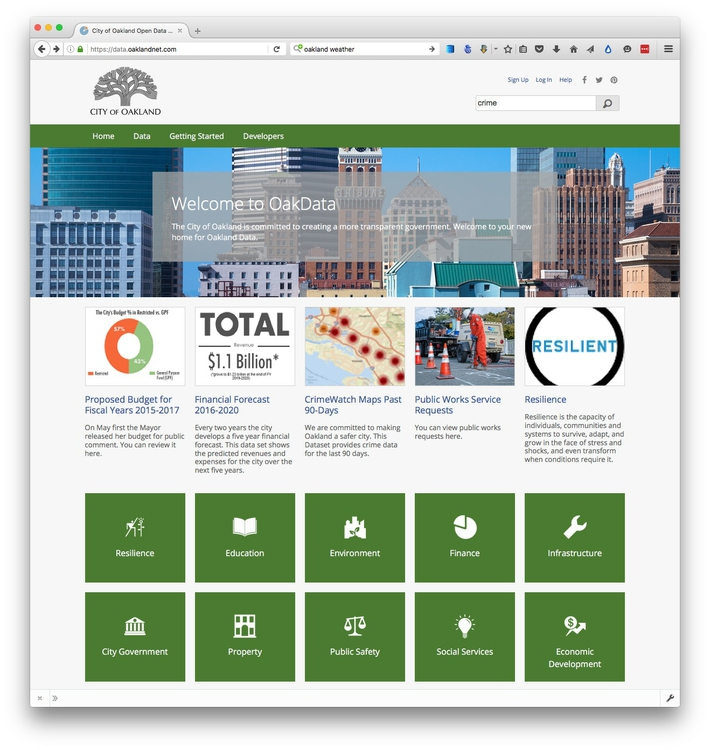 City of Oakland Open Data ...
https://data.oaklandnet.com
oakland weather
CITY OF OAKLAND
Sign Up Log In Help
crime
Home Data Getting Started Developers
TRIBUNE
Welcome to OakData
The City of Oakland is committed to creating a more transparent government. Welcome to your new
home for Oakland Data.
The City's Budget % in Restricted vs. GPF
57%
43%
Restricted
General Purpose
Fund (GPF)
Proposed Budget for
Fiscal Years 2015-2017
On May first the Mayor
released her budget for public
comment. You can review it
here.
TOTAL
Revenue
$1.1 Billion*
Financial Forecast
2016-2020
Every two years the city
develops a five year financial
forecast. This data set shows
the predicted revenues and
expenses for the city over the
next five years.
CrimeWatch Maps Past
90-Days
We are committed to making
Oakland a safer city. This
Dataset provides crime data
for the last 90 days.
Public Works Service
Requests
You can view public works
requests here.
RESILIENT
Resilience
Resilience is the capacity of
individuals, communities and
systems to survive, adapt, and
grow in the face of stress and
shocks, and even transform
when conditions require it.
Resilience
Education
Environment
Finance
Infrastructure
City Government
Property
Public Safety
Social Services
Economic
Development